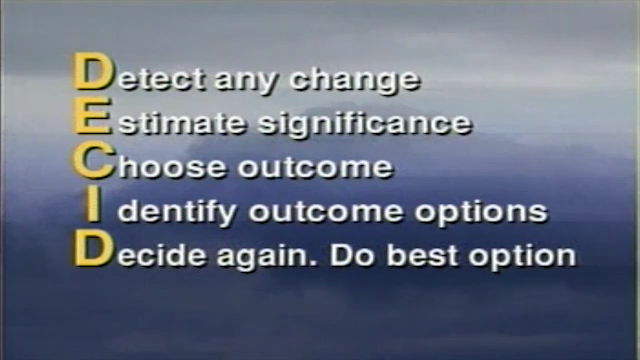 Detect any change
Estimate significance
Choose outcome
Identify outcome options
Decide again. Do best option